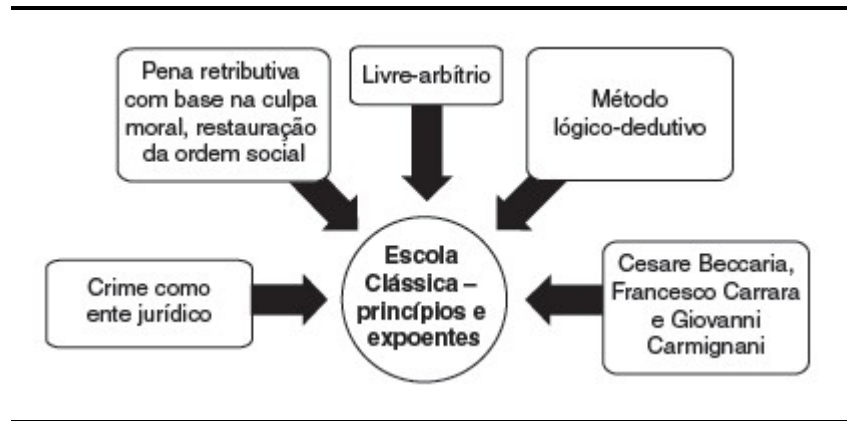 Pena retributiva
com base na culpa
moral, restauração
da ordem social
Livre-arbítrio
Método
lógico-dedutivo
Crime como
ente jurídico
Escola
Clássica –
princípios e
expoentes
Cesare Beccaria,
Francesco Carrara
e Giovanni
Carmignani